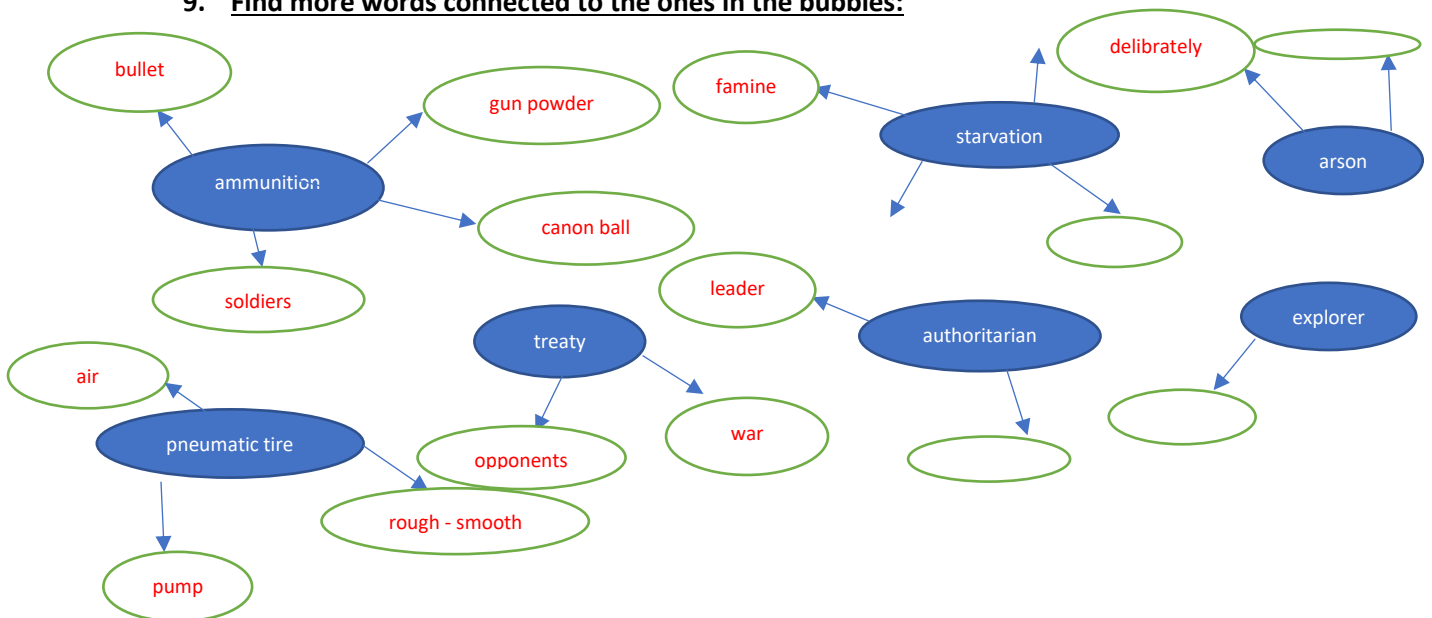 9. Find more words connected to the ones in the bubbles:
bullet
gun powder
famine
delibrately
starvation
arson
ammunition
canon ball
soldiers
leader
explorer
treaty
authoritarian
air
war
pneumatic tire
opponents
rough - smooth
pump